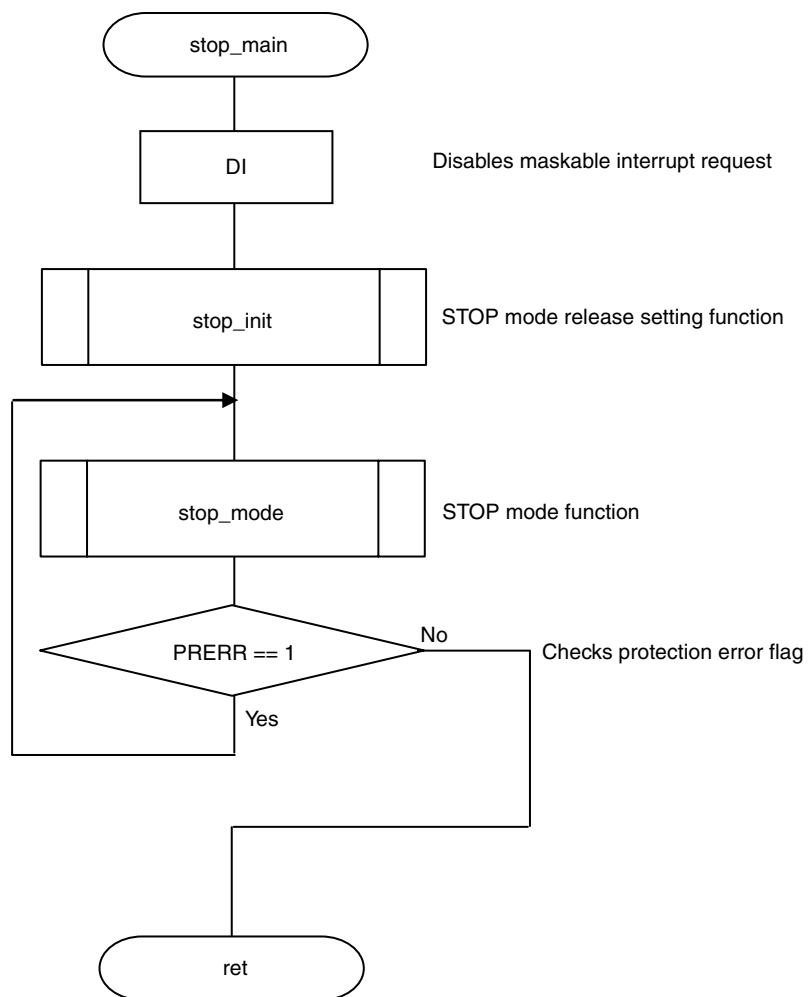 stop_main
DI
Disables maskable interrupt request
stop_init
STOP mode release setting function
stop_mode
STOP mode function
PRERR == 1
No
Checks protection error flag
Yes
ret